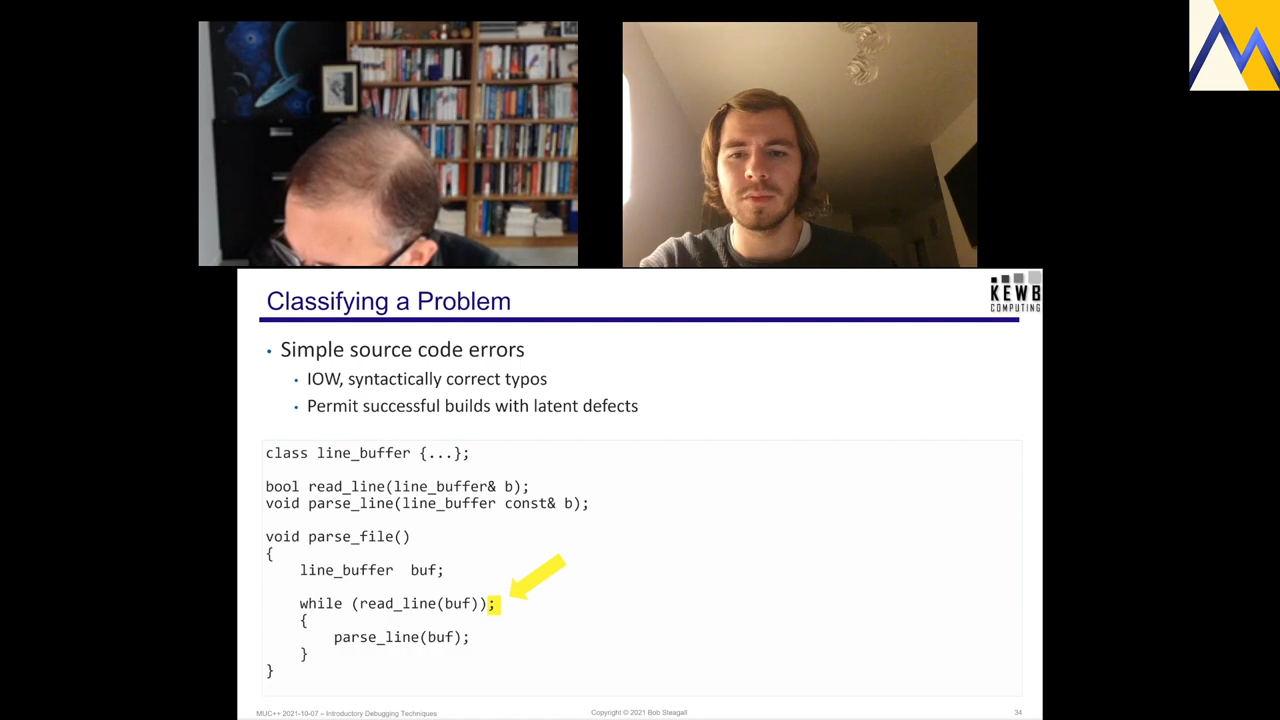 Classifying a Problem
KEWB
COMPUTING
• Simple source code errors
• IOW, syntactically correct typos
• Permit successful builds with latent defects
class line_buffer {...};
bool read_line(line_buffer& b);
void parse_line(line_buffer const& b);
void parse_file()
{
line_buffer  buf;
while (read_line(buf));
{
parse_line(buf);
}
}
MUC++ 2021-10-07 – Introductory Debugging Techniques
Copyright © 2021 Bob Steagall
34